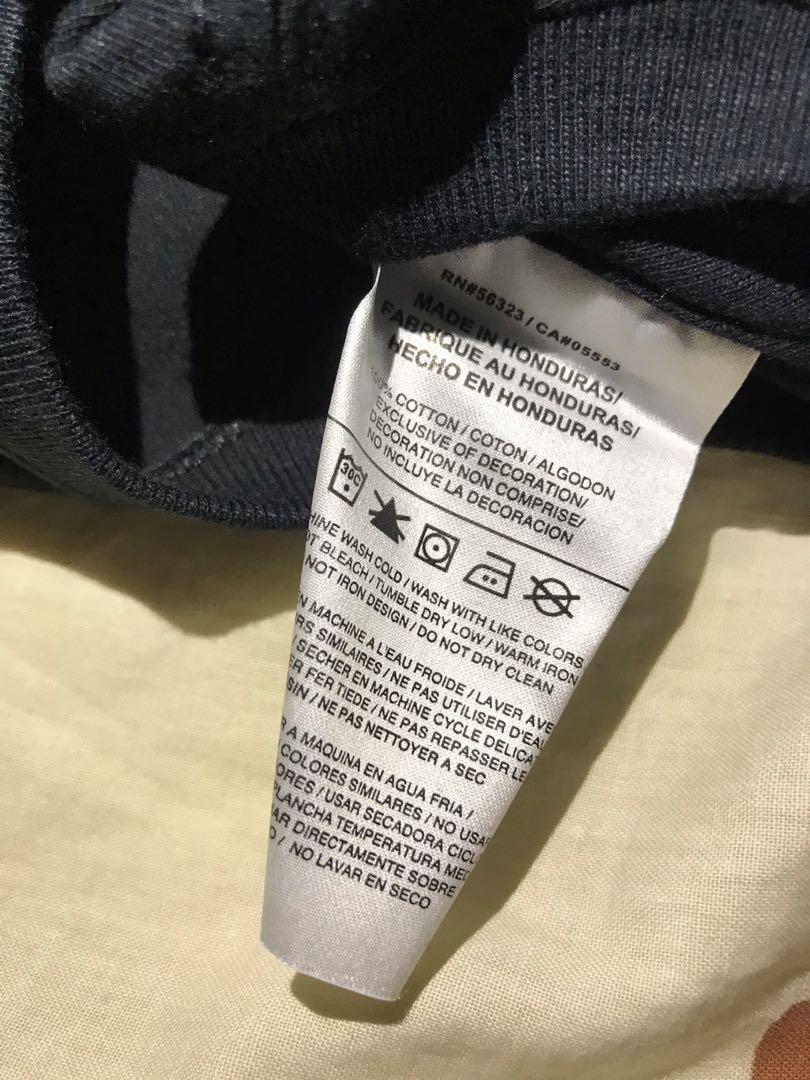 RN#56323 / CA#05553
MADE IN HONDURAS/
FABRIQUE AU HONDURAS/
HECHO EN HONDURAS
100% COTTON / COTON / ALGODON
EXCLUSIVE OF DECORATION/
DECORATION NON COMPRISE/
NO INCLUYE LA DECORACION
30C
HINE WASH COLD / WASH WITH LIKE COLORS
OT BLEACH / TUMBLE DRY LOW / WARM IRON
NOT IRON DESIGN / DO NOT DRY CLEAN
EN MACHINE A L'EAU FROIDE / LAVER AVE
RS SIMILAIRES / NE PAS UTILISER D'EAU
/ SECHER EN MACHINE CYCLE DELICA
ER FER TIEDE / NE PAS REPASSER LE
SIN / NE PAS NETTOYER A SEC
R A MAQUINA EN AGUA FRIA /
COLORES SIMILARES / NO USA
ORES / USAR SECADORA CICL
PLANCHA TEMPERATURA MED
AR DIRECTAMENTE SOBRE
O / NO LAVAR EN SECO